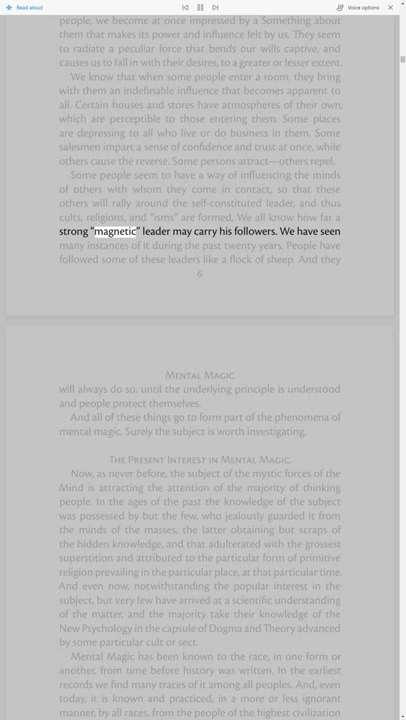 Read aloud
Voice options
people, we become at once impressed by a Something about
them that makes its power and influence felt by us. They seem
to radiate a peculiar force that bends our wills captive, and
causes us to fall in with their desires, to a greater or lesser extent.
We know that when some people enter a room, they bring
with them an indefinable influence that becomes apparent to
all. Certain houses and stores have atmospheres of their own,
which are perceptible to those entering them. Some places
are depressing to all who live or do business in them. Some
salesmen impart a sense of confidence and trust at once, while
others cause the reverse. Some persons attract—others repel.
Some people seem to have a way of influencing the minds
of others with whom they come in contact, so that these
others will rally around the self-constituted leader, and thus
cults, religions, and "isms" are formed. We all know how far a
strong "magnetic" leader may carry his followers. We have seen
many instances of it during the past twenty years. People have
followed some of these leaders like a flock of sheep. And they
6
Mental Magic.
will always do so, until the underlying principle is understood
and people protect themselves.
And all of these things go to form part of the phenomena of
mental magic. Surely the subject is worth investigating.
The Present Interest in Mental Magic.
Now, as never before, the subject of the mystic forces of the
Mind is attracting the attention of the majority of thinking
people. In the ages of the past the knowledge of the subject
was possessed by but the few, who jealously guarded it from
the minds of the masses, the latter obtaining but scraps of
the hidden knowledge, and that adulterated with the grossest
superstition and attributed to the particular form of primitive
religion prevailing in the particular place, at that particular time.
And even now, notwithstanding the popular interest in the
subject, but very few have arrived at a scientific understanding
of the matter, and the majority take their knowledge of the
New Psychology in the capsule of Dogma and Theory advanced
by some particular cult or sect.
Mental Magic has been known to the race, in one form or
another, from time before history was written. In the earliest
records we find many traces of it among all peoples. And, even
today, it is known and practiced, in a more or less ignorant
manner, by all races, from the people of the highest civilization